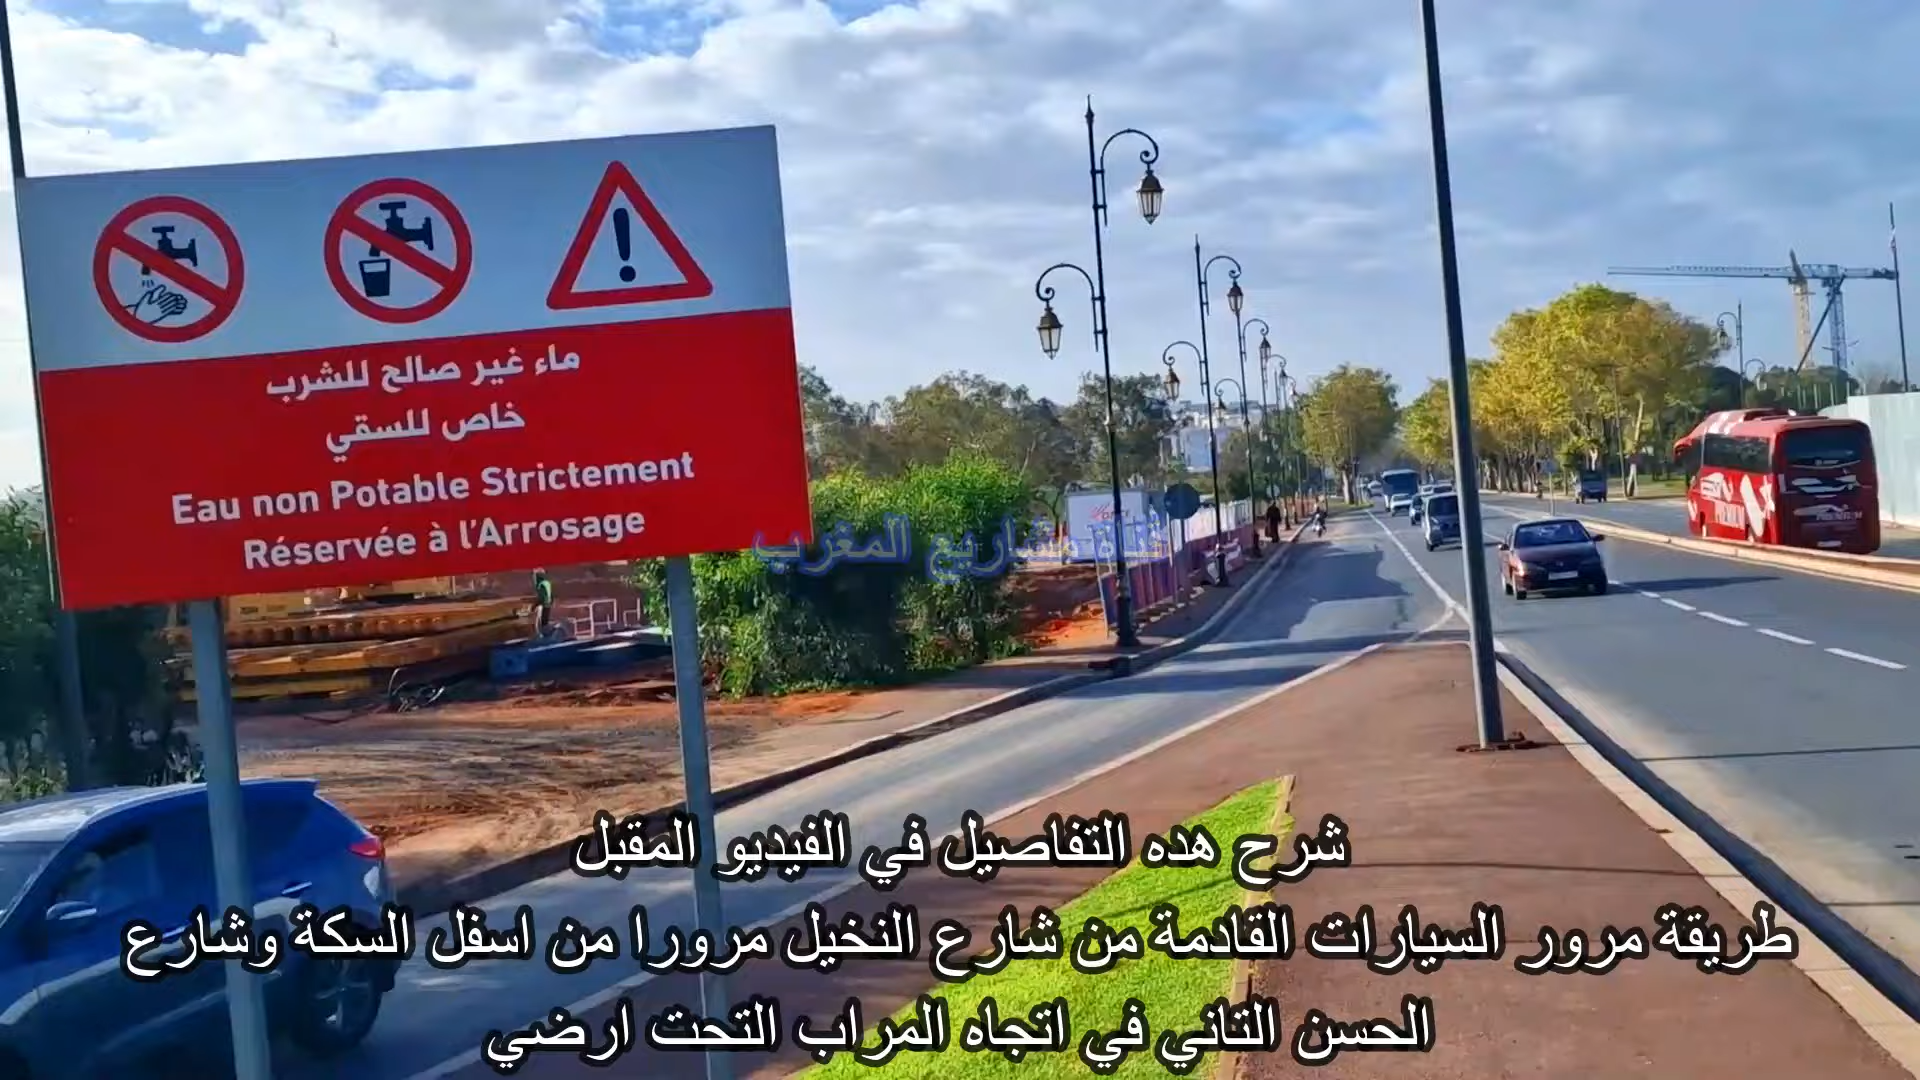 ماء غير صالح للشرب
خاص للسقي
Eau non Potable Strictement
Réservée à l'Arrosage
قناة مشاريع المغرب
PREMIUM
شرح هده التفاصيل في الفيديو المقبل
طريقة مرور السيارات القادمة من شارع النخيل مرورا من اسفل السكة وشارع
الحسن التاني في اتجاه المراب التحت ارضي